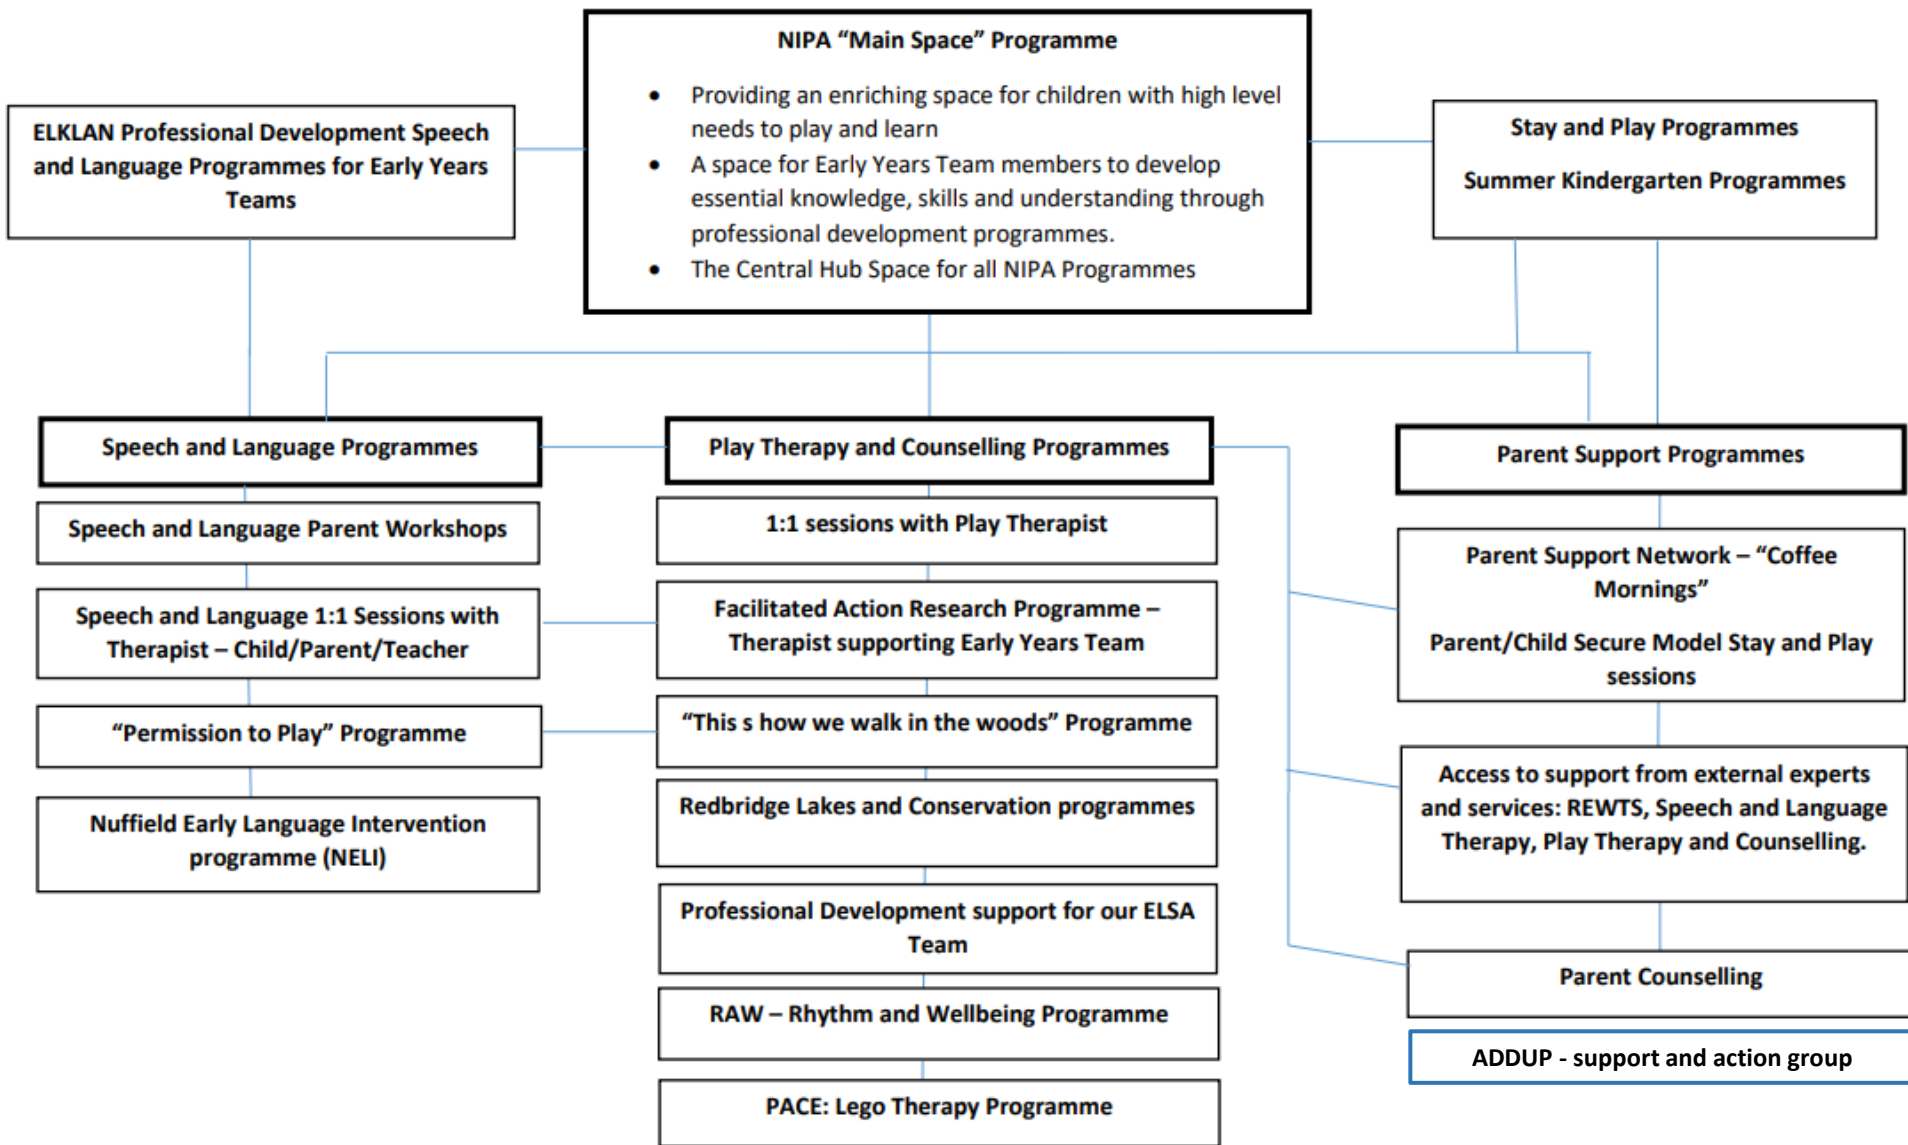 NIPA “Main Space” Programme
• Providing an enriching space for children with high level
needs to play and learn
• A space for Early Years Team members to develop
essential knowledge, skills and understanding through
professional development programmes.
• The Central Hub Space for all NIPA Programmes
ELKLAN Professional Development Speech
and Language Programmes for Early Years
Teams
Stay and Play Programmes
Summer Kindergarten Programmes
Speech and Language Programmes
Speech and Language Parent Workshops
Speech and Language 1:1 Sessions with
Therapist – Child/Parent/Teacher
“Permission to Play” Programme
Nuffield Early Language Intervention
programme (NELI)
Play Therapy and Counselling Programmes
1:1 sessions with Play Therapist
Facilitated Action Research Programme –
Therapist supporting Early Years Team
“This s how we walk in the woods” Programme
Redbridge Lakes and Conservation programmes
Professional Development support for our ELSA
Team
RAW – Rhythm and Wellbeing Programme
PACE: Lego Therapy Programme
Parent Support Programmes
Parent Support Network – “Coffee
Mornings”
Parent/Child Secure Model Stay and Play
sessions
Access to support from external experts
and services: REWTS, Speech and Language
Therapy, Play Therapy and Counselling.
Parent Counselling
ADDUP - support and action group